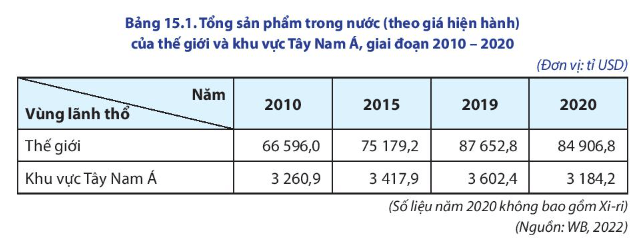 Bảng 15.1. Tổng sản phẩm trong nước (theo giá hiện hành)
của thế giới và khu vực Tây Nam Á, giai đoạn 2010 – 2020
(Đơn vị: tỉ USD)
Năm
Vùng lãnh thổ
2010 2015 2019 2020
Thế giới 66 596,0 75 179,2 87 652,8 84 906,8
Khu vực Tây Nam Á 3 260,9 3 417,9 3 602,4 3 184,2
(Số liệu năm 2020 không bao gồm Xi-ri)
(Nguồn: WB, 2022)